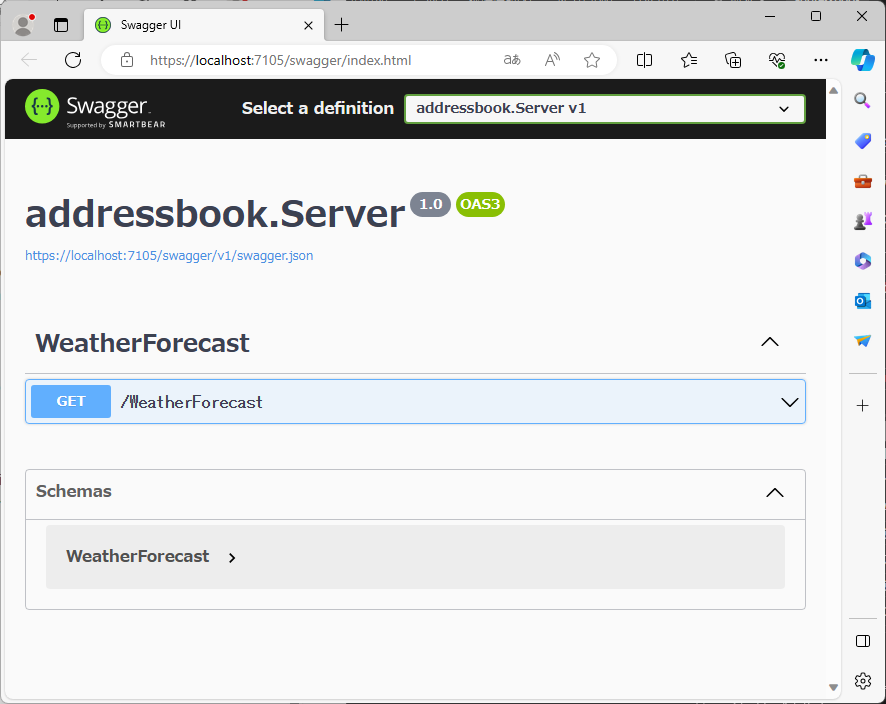 Swagger UI
https://localhost:7105/swagger/index.html
Swagger
Supported by SMARTBEAR
Select a definition
addressbook.Server v1
addressbook.Server 1.0 OAS3
https://localhost:7105/swagger/v1/swagger.json
WeatherForecast
GET /WeatherForecast
Schemas
WeatherForecast